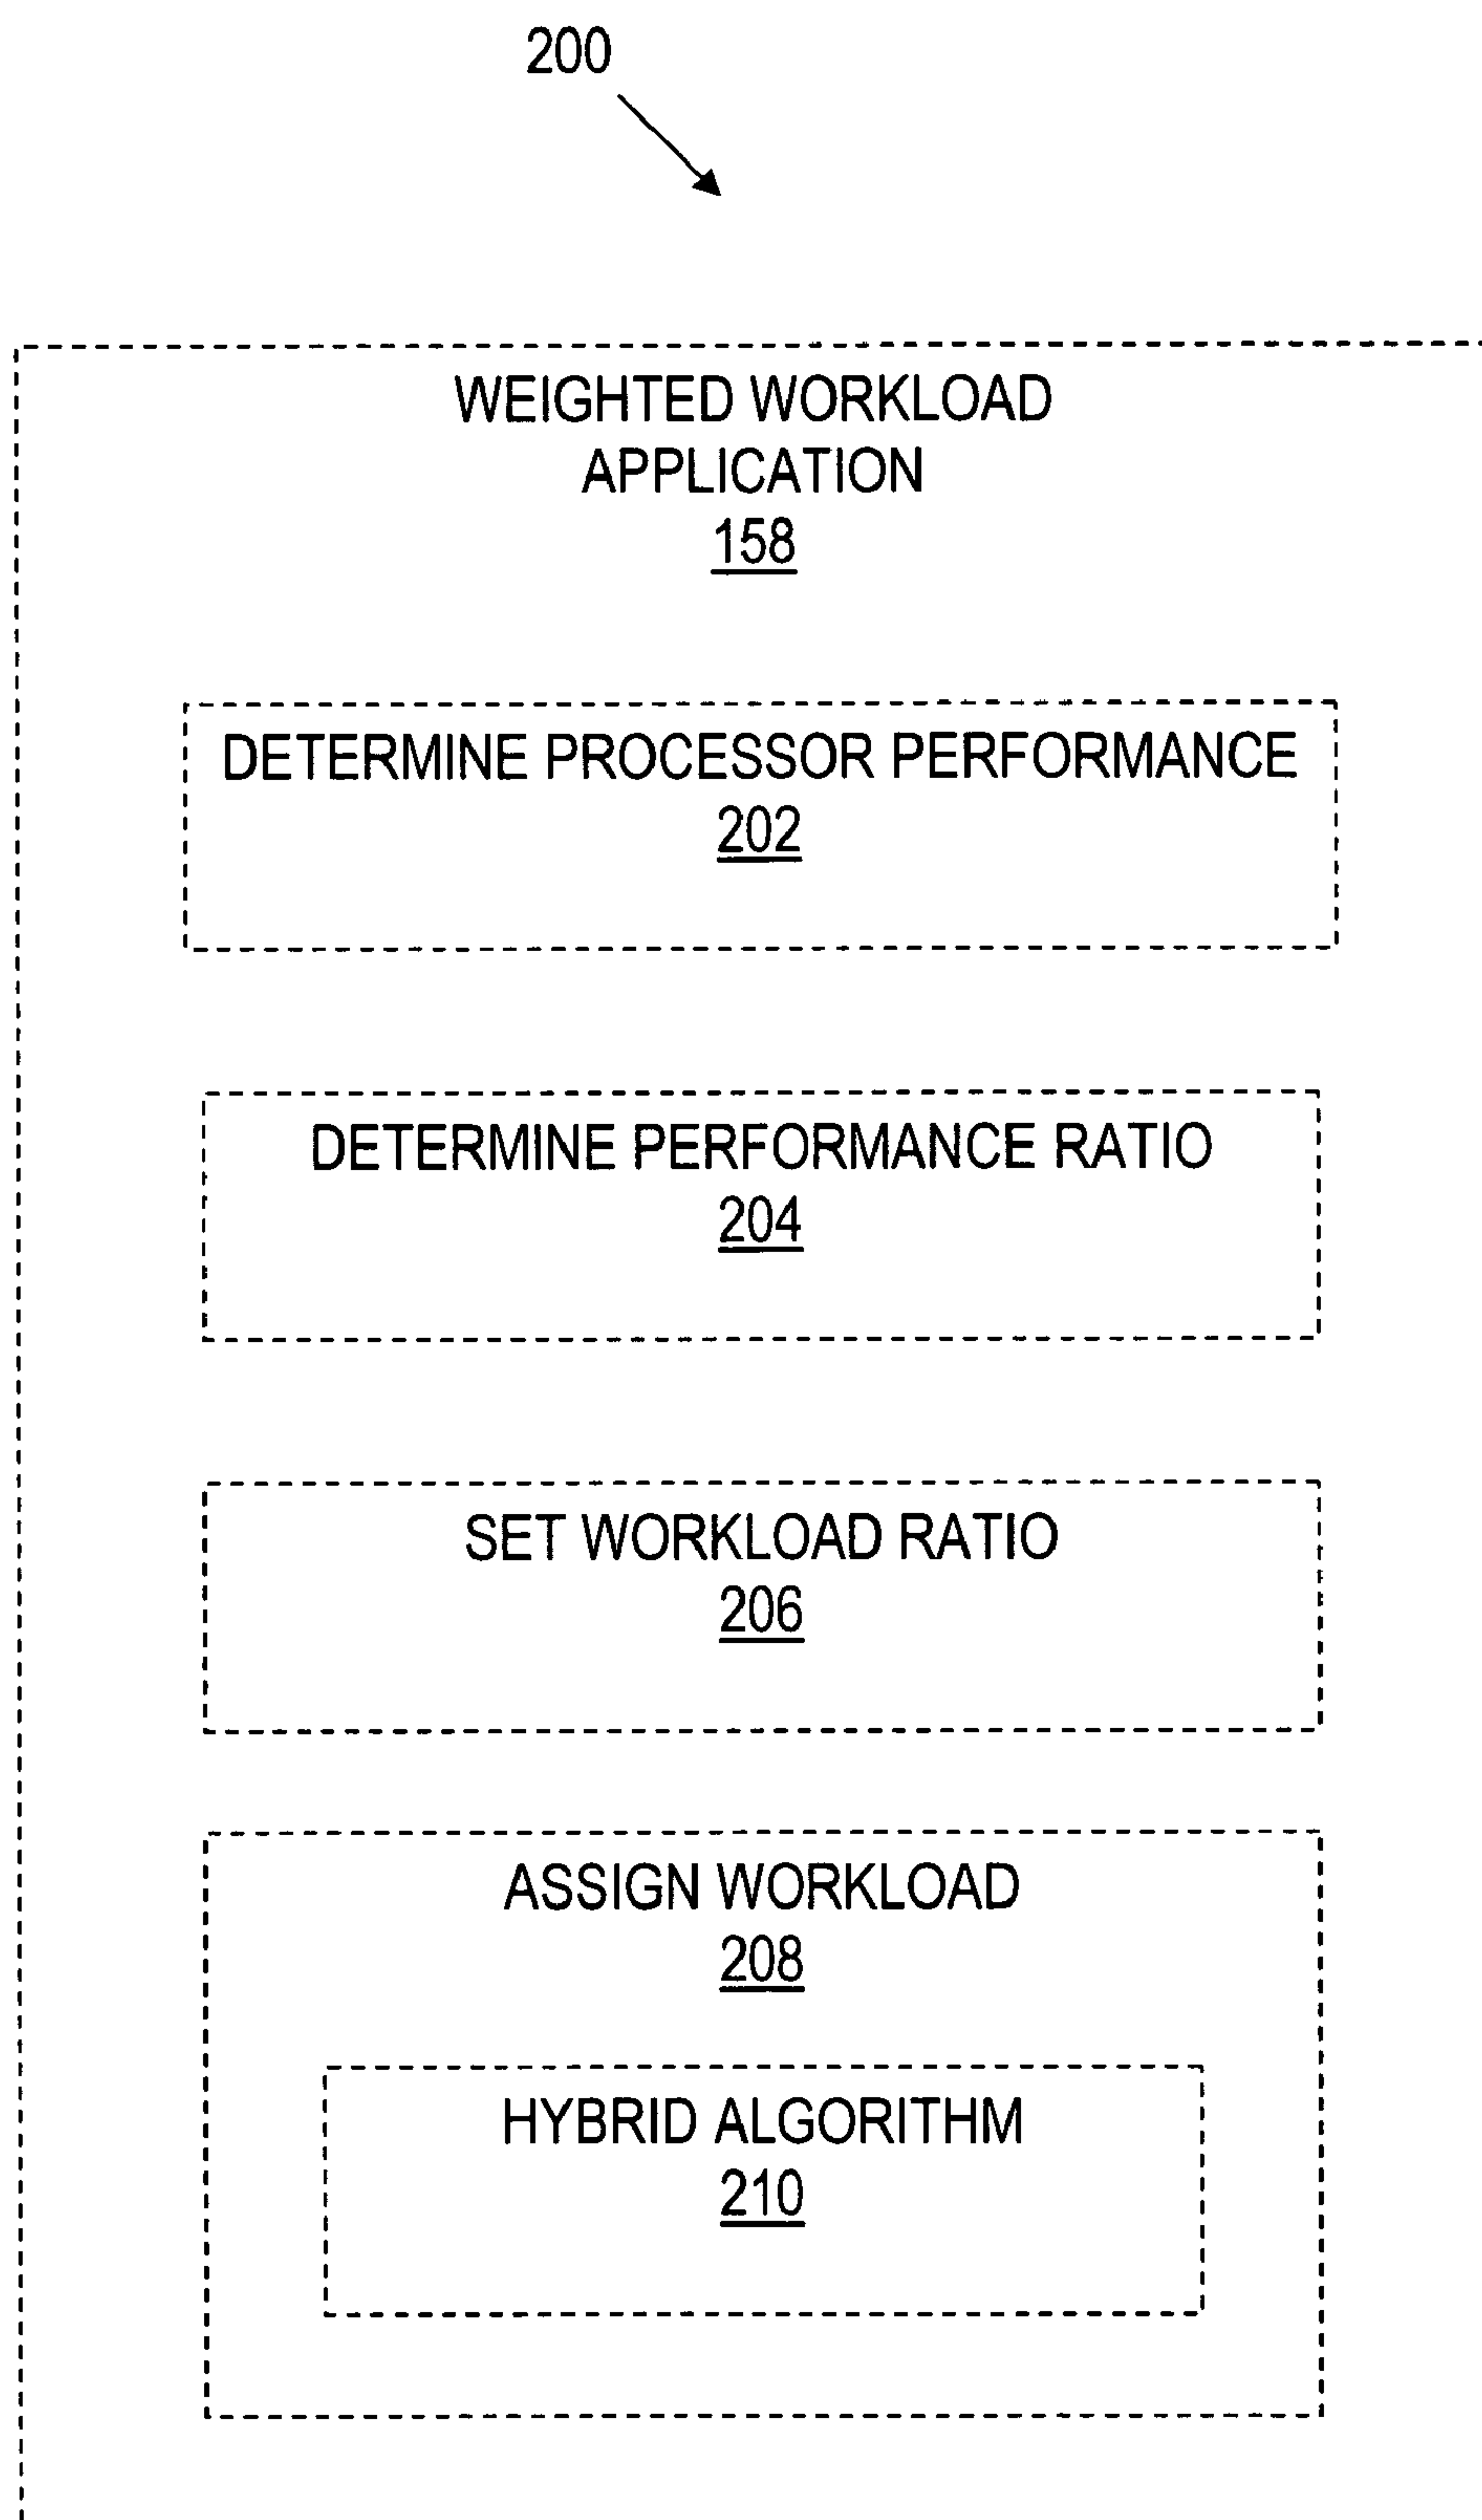 200
WEIGHTED WORKLOAD
APPLICATION
158
DETERMINE PROCESSOR PERFORMANCE
202
DETERMINE PERFORMANCE RATIO
204
SET WORKLOAD RATIO
206
ASSIGN WORKLOAD
208
HYBRID ALGORITHM
210